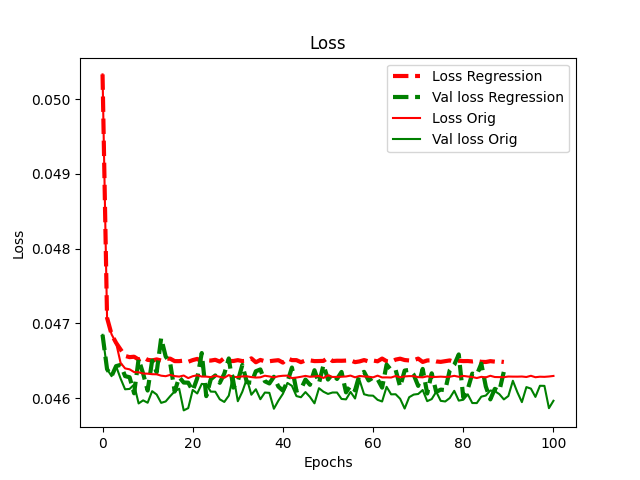 Loss
Loss Regression
Val loss Regression
Loss Orig
Val loss Orig
0.050
0.049
0.048
0.047
0.046
Loss
0 20 40 60 80 100
Epochs